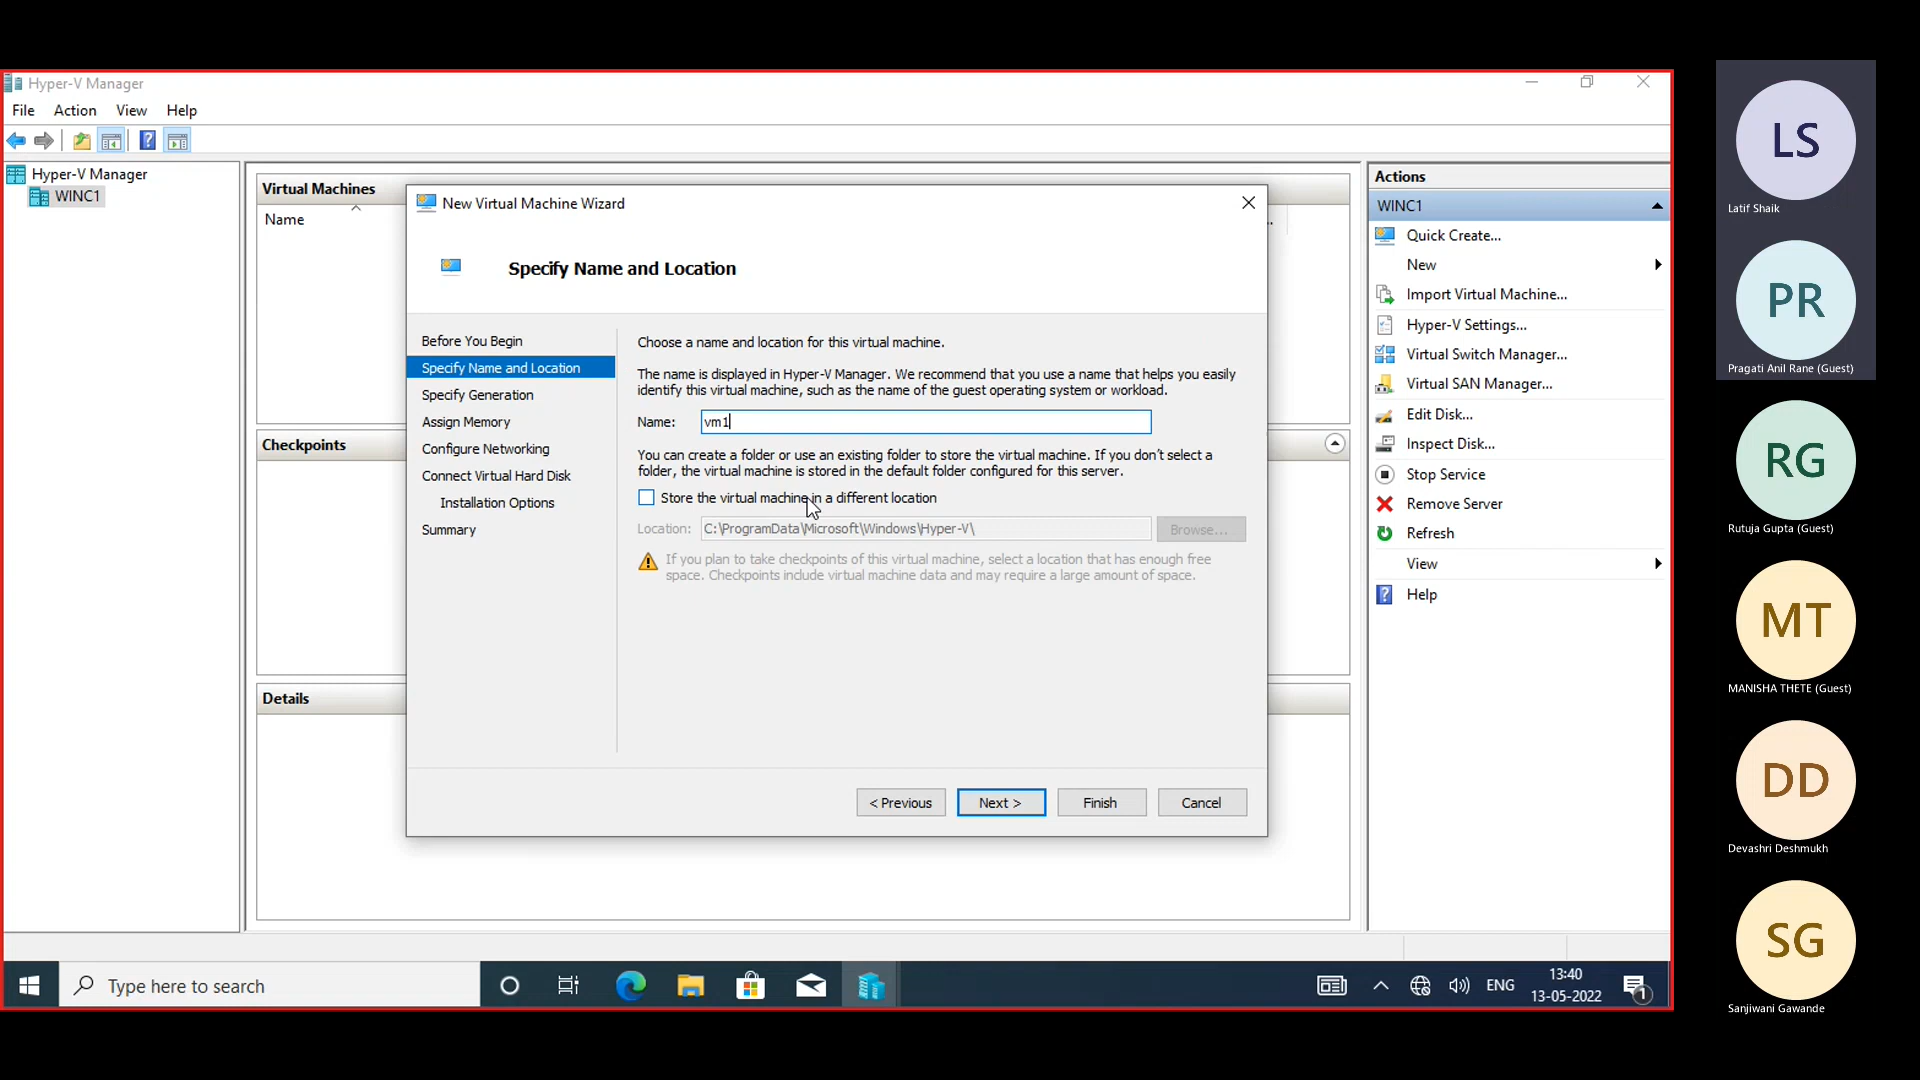 Hyper-V Manager
File Action View Help
Hyper-V Manager
WINC1
Virtual Machines
Name
Checkpoints
Details
New Virtual Machine Wizard
Specify Name and Location
Before You Begin
Specify Name and Location
Specify Generation
Assign Memory
Configure Networking
Connect Virtual Hard Disk
Installation Options
Summary
Choose a name and location for this virtual machine.
The name is displayed in Hyper-V Manager. We recommend that you use a name that helps you easily
identify this virtual machine, such as the name of the guest operating system or workload.
Name: vm1
You can create a folder or use an existing folder to store the virtual machine. If you don't select a
folder, the virtual machine is stored in the default folder configured for this server.
Store the virtual machine in a different location
Location: C:\ProgramData\Microsoft\Windows\Hyper-V\ Browse...
If you plan to take checkpoints of this virtual machine, select a location that has enough free
space. Checkpoints include virtual machine data and may require a large amount of space.
< Previous Next > Finish Cancel
Actions
WINC1
Quick Create...
New
Import Virtual Machine...
Hyper-V Settings...
Virtual Switch Manager...
Virtual SAN Manager...
Edit Disk...
Inspect Disk...
Stop Service
Remove Server
Refresh
View
Help
Type here to search
ENG
13:40
13-05-2022
1
LS
Latif Shaik
PR
Pragati Anil Rane (Guest)
RG
Rutuja Gupta (Guest)
MT
MANISHA THETE (Guest)
DD
Devashri Deshmukh
SG
Sanjiwani Gawande